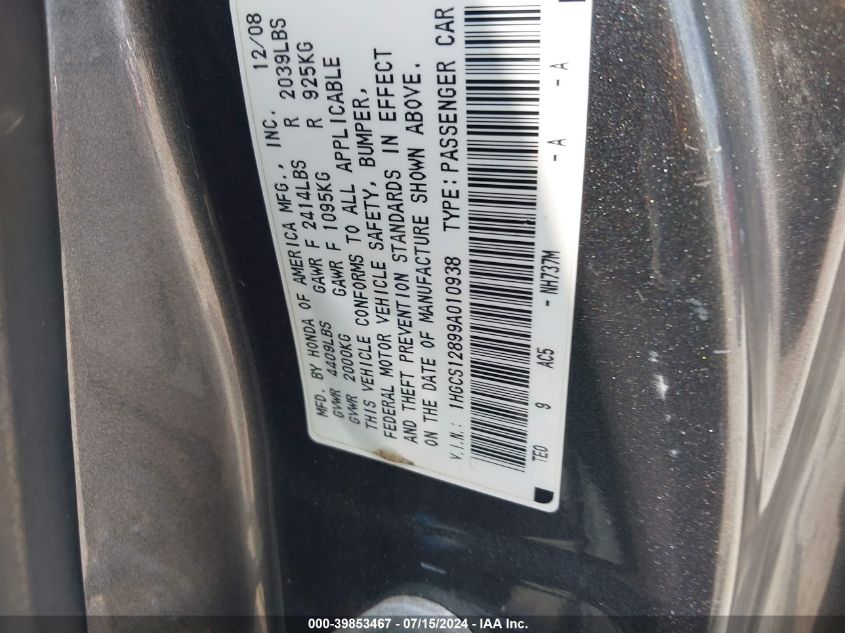 MFD. BY HONDA OF AMERICA MFG., INC. 12/08
GVWR 4409LBS GAWR F 2414LBS R 2039LBS
GVWR 2000KG GAWR F 1095KG R 925KG
THIS VEHICLE CONFORMS TO ALL APPLICABLE
FEDERAL MOTOR VEHICLE SAFETY, BUMPER,
AND THEFT PREVENTION STANDARDS IN EFFECT
ON THE DATE OF MANUFACTURE SHOWN ABOVE.
V.I.N.: 1HGCS12899A010938 TYPE: PASSENGER CAR
TE0 9 AC5 - NH737M - A - A
000-39853467 - 07/15/2024 - IAA Inc.